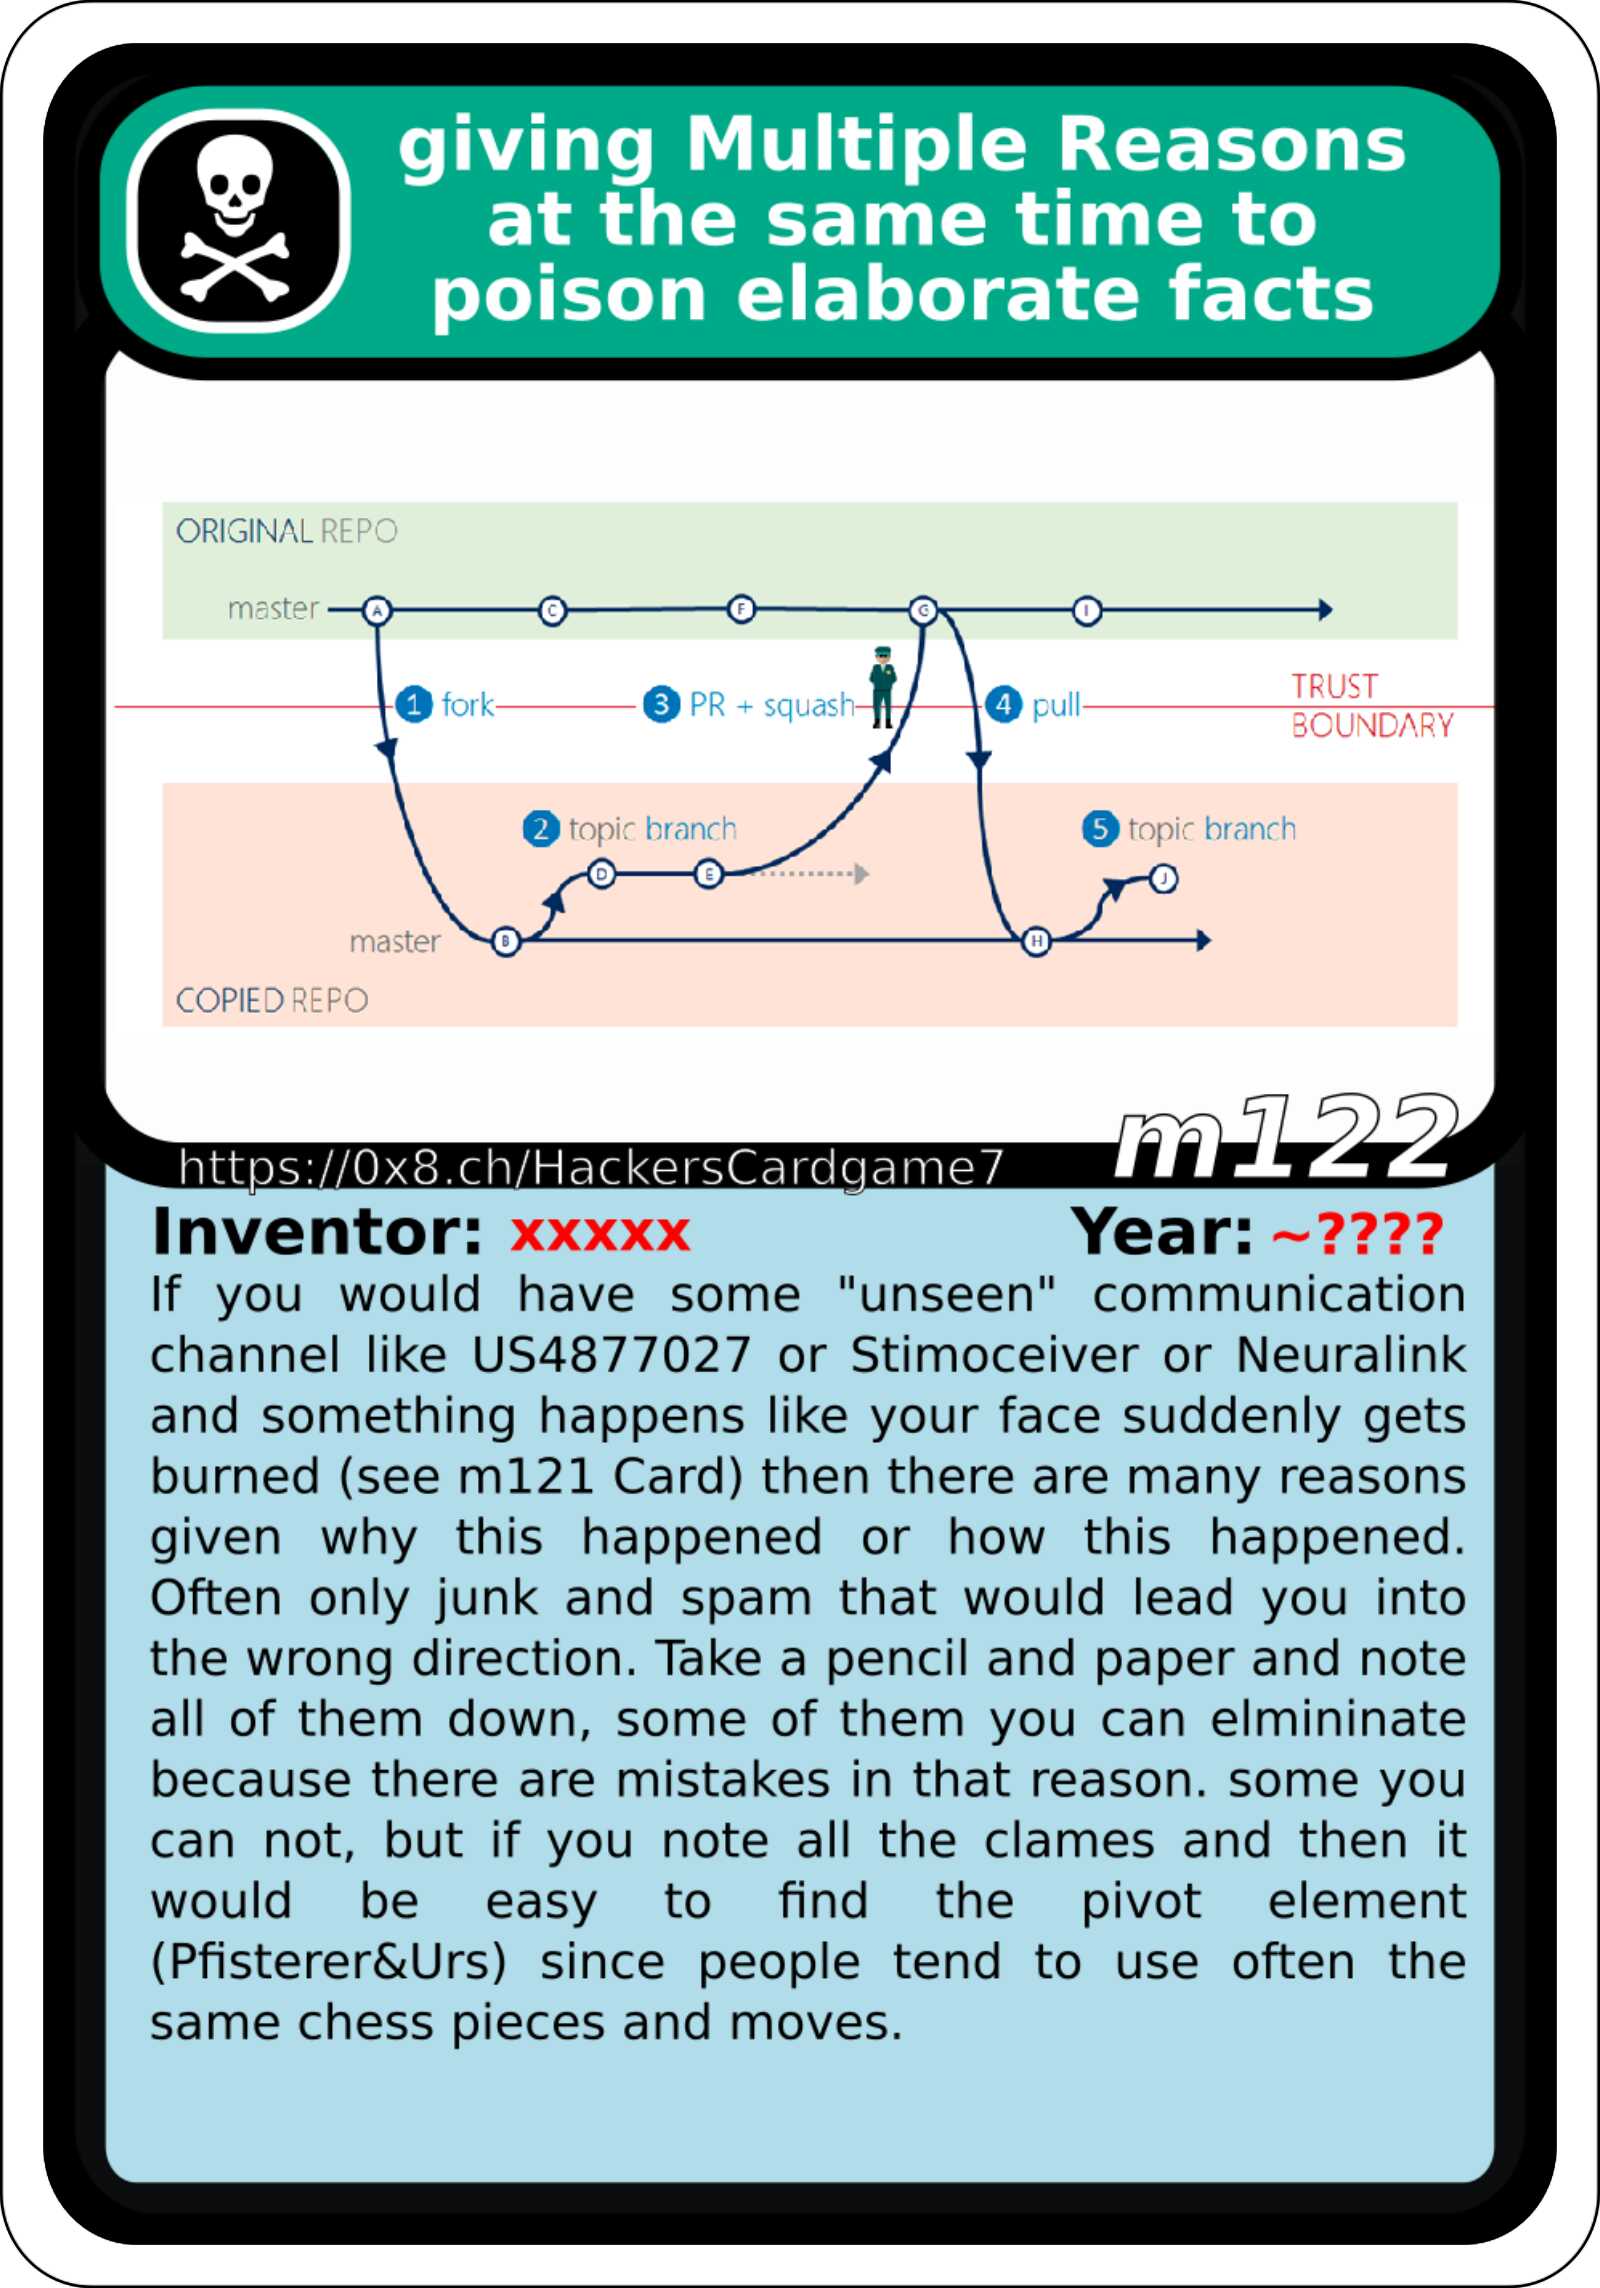 giving Multiple Reasons
at the same time to
poison elaborate facts
ORIGINAL REPO
master
A
C
F
G
I
1 fork
3 PR + squash
4 pull
TRUST
BOUNDARY
2 topic branch
5 topic branch
D
E
J
master
B
H
COPIED REPO
m122
https://0x8.ch/HackersCardgame7
Inventor: xxxxx
Year: ~????
If you would have some "unseen" communication
channel like US4877027 or Stimoceiver or Neuralink
and something happens like your face suddenly gets
burned (see m121 Card) then there are many reasons
given why this happened or how this happened.
Often only junk and spam that would lead you into
the wrong direction. Take a pencil and paper and note
all of them down, some of them you can elmininate
because there are mistakes in that reason. some you
can not, but if you note all the clames and then it
would be easy to find the pivot element
(Pfisterer&Urs) since people tend to use often the
same chess pieces and moves.